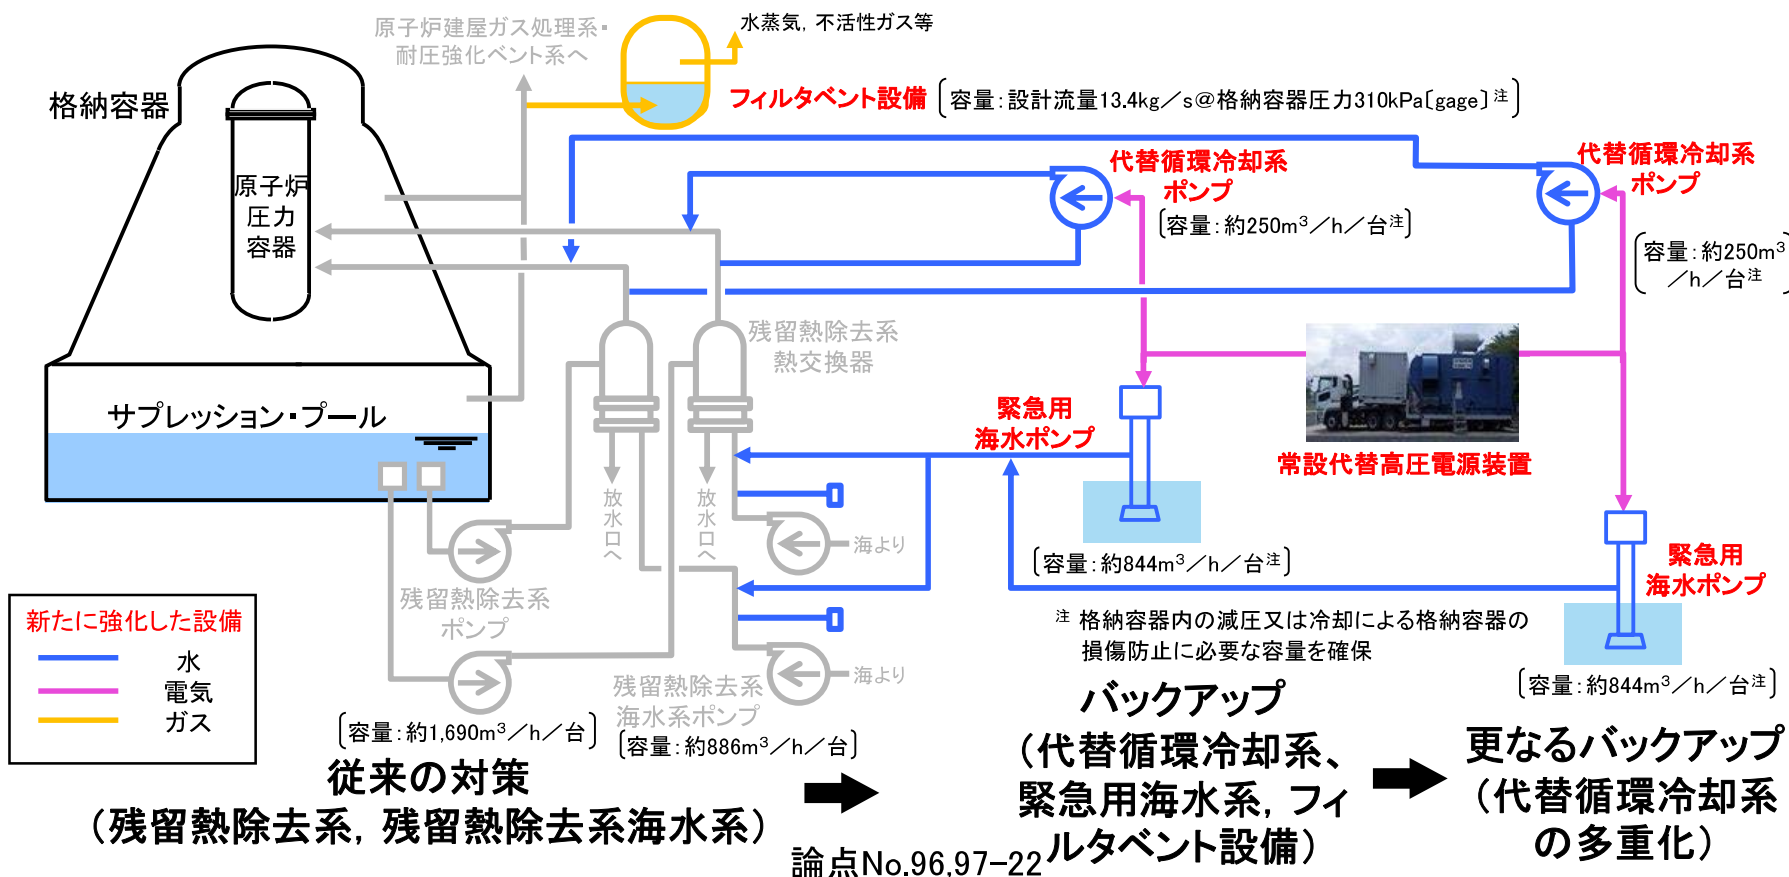 原子炉建屋ガス処理系・
耐圧強化ベント系へ
水蒸気，不活性ガス等
フィルタベント設備
〔容量：設計流量13.4kg／s＠格納容器圧力310kPa〔gage〕注〕
格納容器
原子炉
圧力
容器
代替循環冷却系
ポンプ
〔容量：約250m³／h／台注〕
代替循環冷却系
ポンプ
〔容量：約250m³
／h／台注〕
残留熱除去系
熱交換器
サプレッション・プール
緊急用
海水ポンプ
常設代替高圧電源装置
放水口へ
放水口へ
海より
〔容量：約844m³／h／台注〕
緊急用
海水ポンプ
残留熱除去系
ポンプ
海より
残留熱除去系
海水系ポンプ
〔容量：約1,690m³／h／台〕
〔容量：約886m³／h／台〕
注 格納容器内の減圧又は冷却による格納容器の
損傷防止に必要な容量を確保
〔容量：約844m³／h／台注〕
新たに強化した設備
水
電気
ガス
従来の対策
（残留熱除去系，残留熱除去系海水系）
バックアップ
（代替循環冷却系、
緊急用海水系，フィ
ルタベント設備）
更なるバックアップ
（代替循環冷却系
の多重化）
論点No.96,97-22